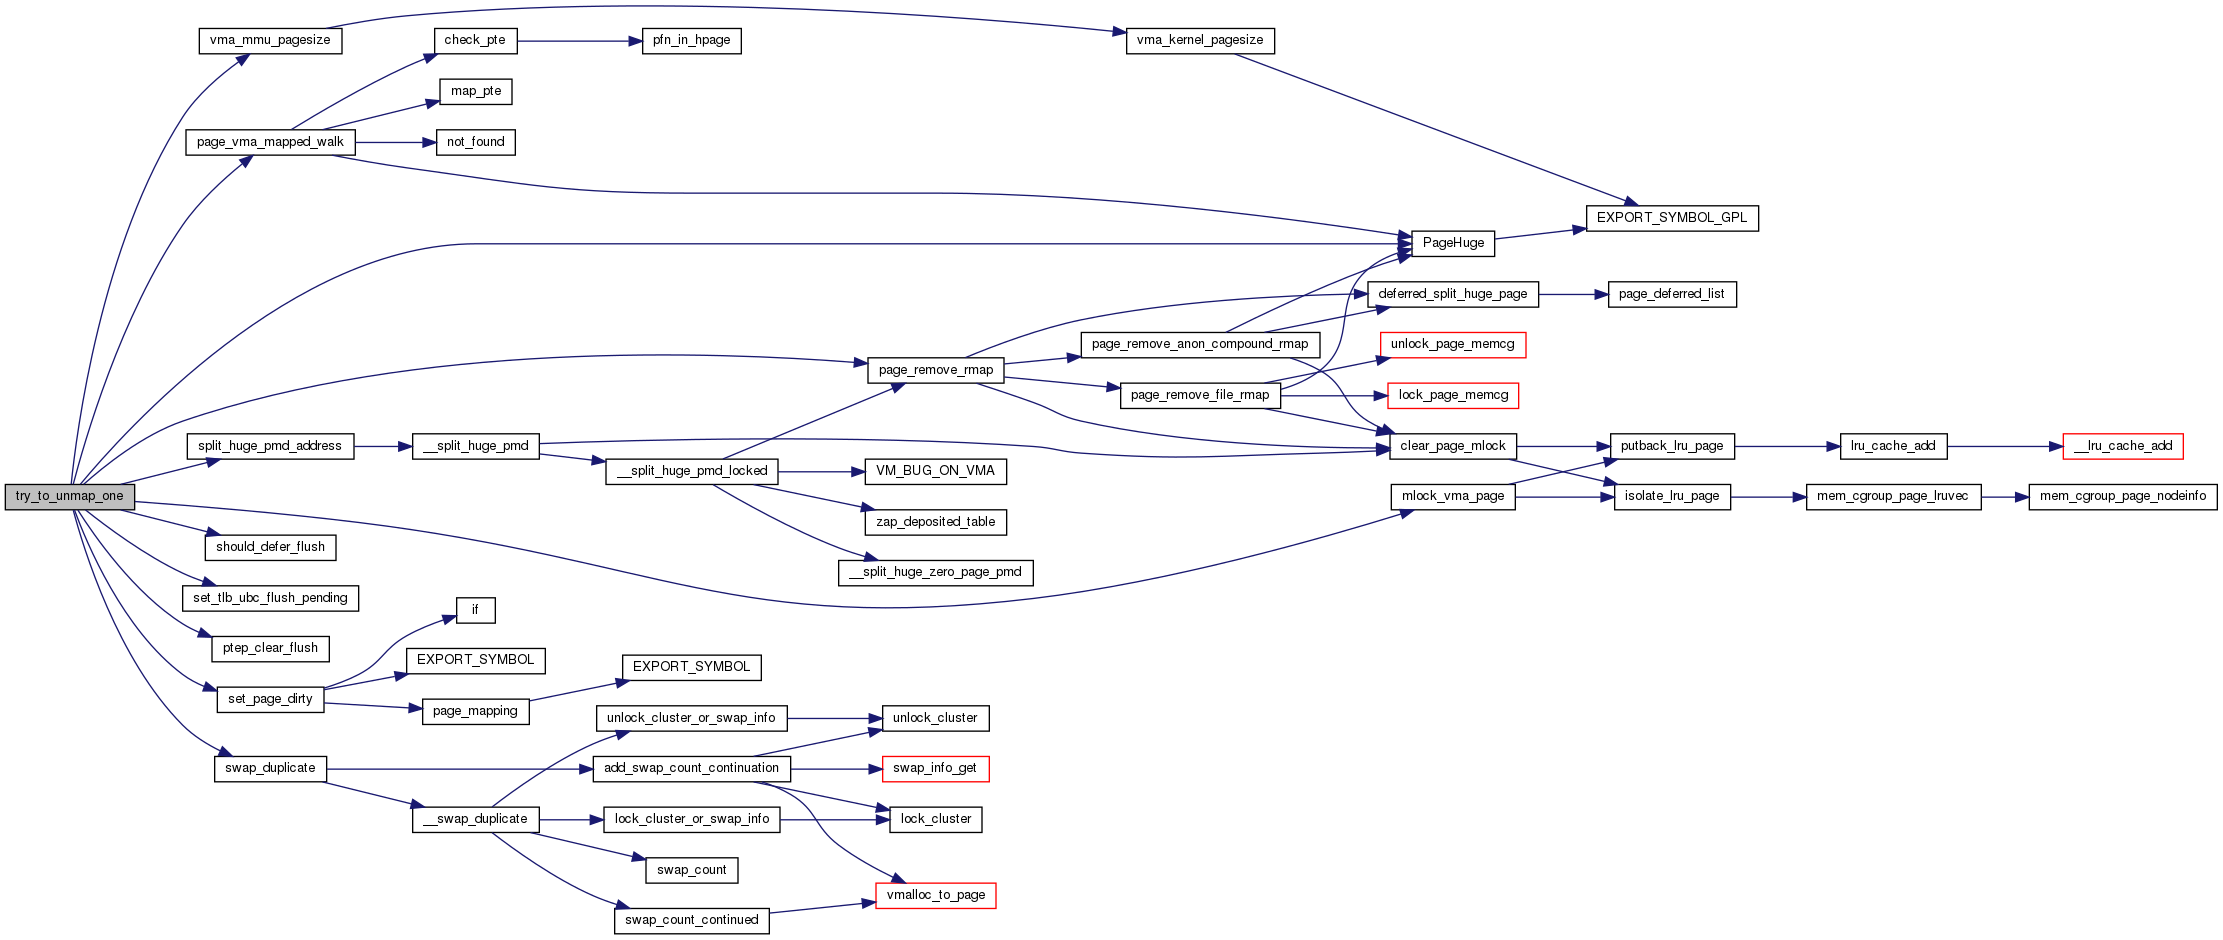 vma_mmu_pagesize
check_pte
pfn_in_hpage
vma_kernel_pagesize
map_pte
page_vma_mapped_walk
not_found
EXPORT_SYMBOL_GPL
PageHuge
deferred_split_huge_page
page_deferred_list
page_remove_anon_compound_rmap
unlock_page_memcg
page_remove_rmap
page_remove_file_rmap
lock_page_memcg
split_huge_pmd_address
__split_huge_pmd
clear_page_mlock
putback_lru_page
lru_cache_add
__lru_cache_add
__split_huge_pmd_locked
VM_BUG_ON_VMA
try_to_unmap_one
mlock_vma_page
isolate_lru_page
mem_cgroup_page_lruvec
mem_cgroup_page_nodeinfo
zap_deposited_table
should_defer_flush
__split_huge_zero_page_pmd
set_tlb_ubc_flush_pending
if
ptep_clear_flush
EXPORT_SYMBOL
EXPORT_SYMBOL
set_page_dirty
page_mapping
unlock_cluster_or_swap_info
unlock_cluster
swap_duplicate
add_swap_count_continuation
swap_info_get
__swap_duplicate
lock_cluster_or_swap_info
lock_cluster
swap_count
vmalloc_to_page
swap_count_continued